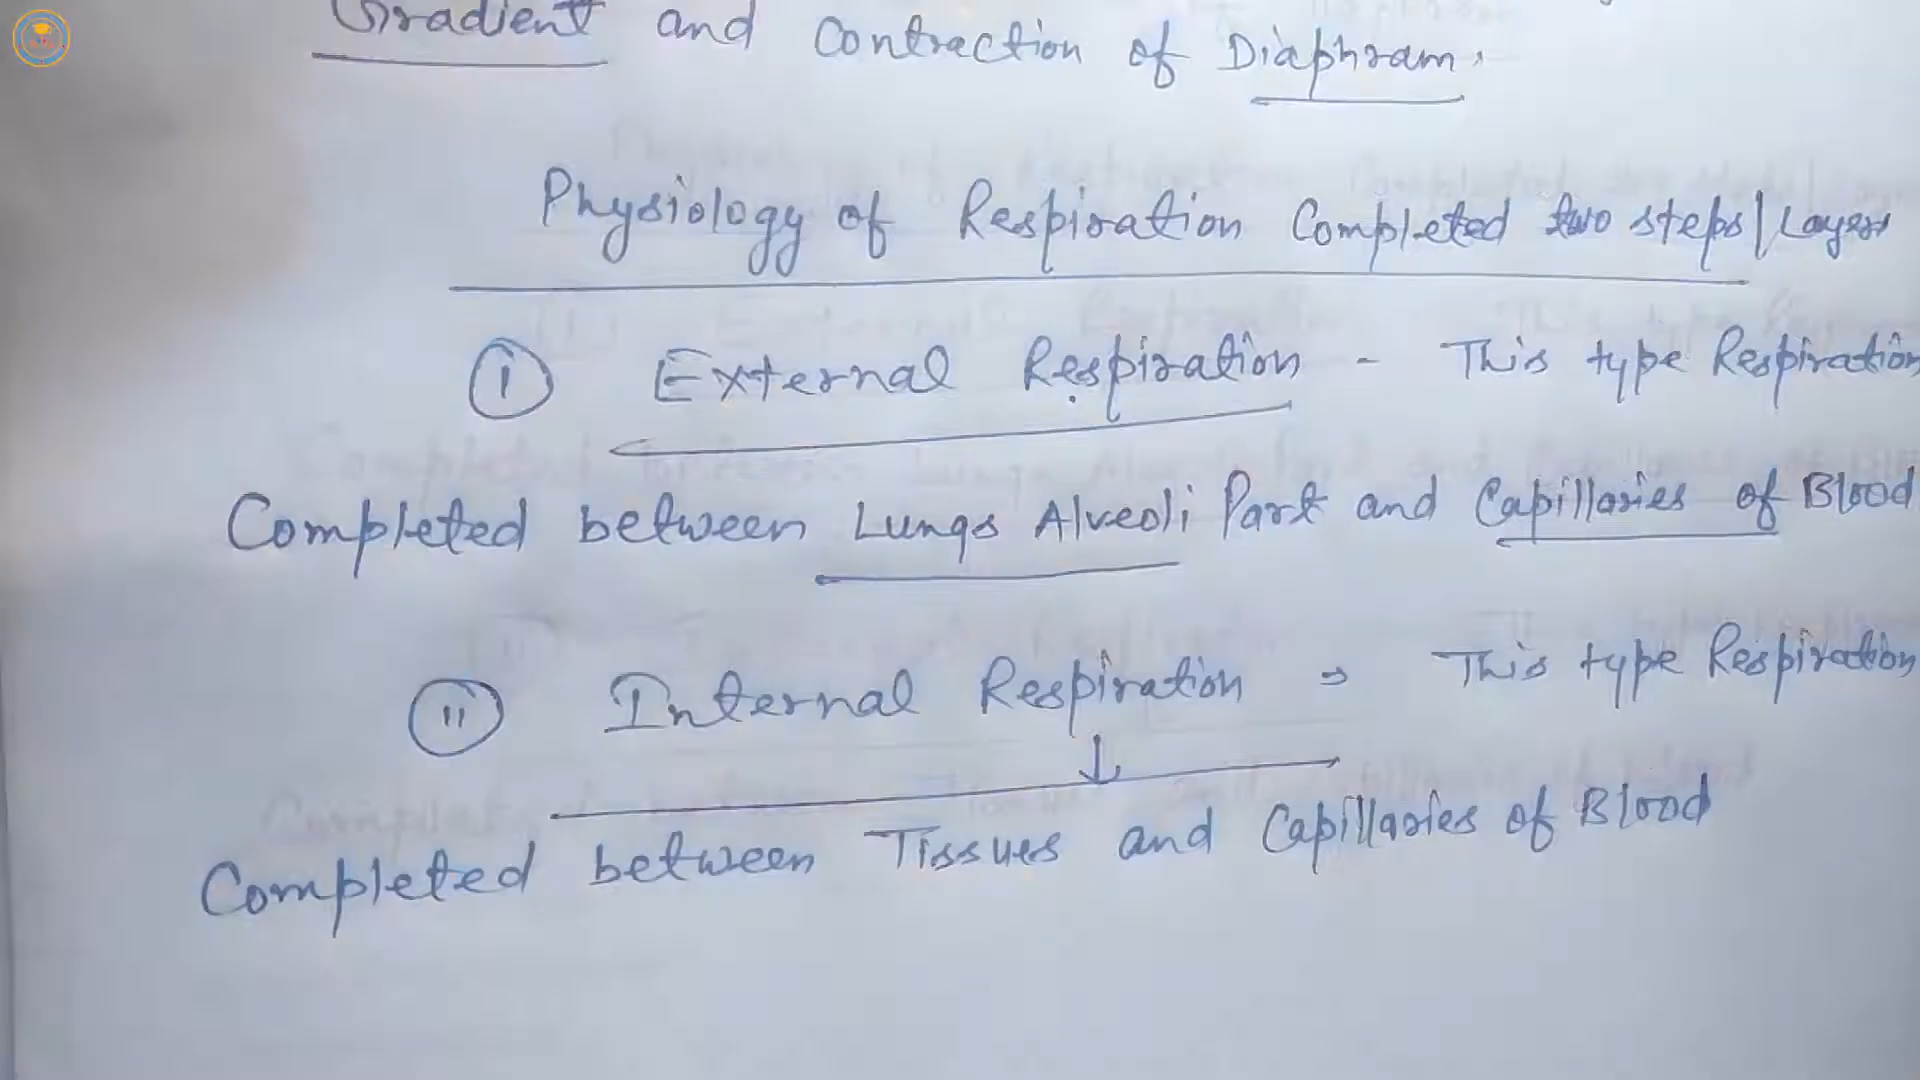 Gradient and Contraction of Diaphram.
Physiology of Respiration Completed two steps/Layers
(i) External Respiration - This type Respiration
Completed between Lungs Alveoli Part and Capillaries of Blood
(ii) Internal Respiration → This type Respiration
Completed between Tissues and Capillaries of Blood